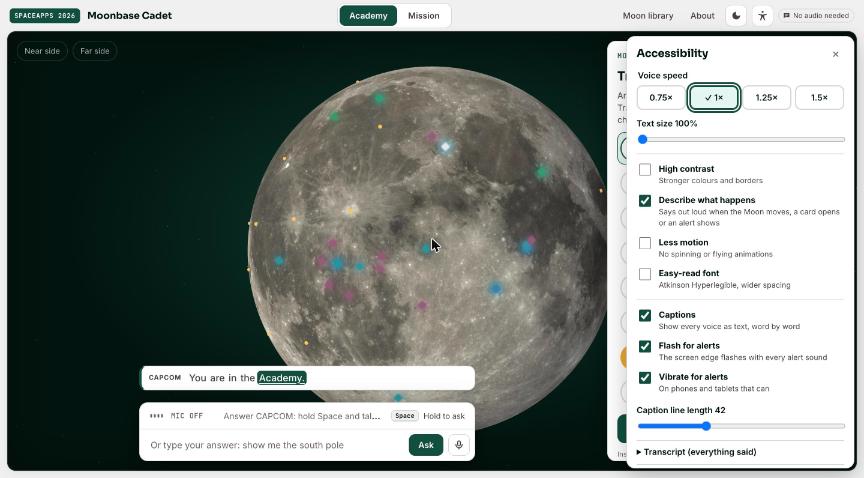 SPACEAPPS 2026
Moonbase Cadet
Academy
Mission
Moon library
About
No audio needed
Near side
Far side
Accessibility
Voice speed
0.75×
✓ 1×
1.25×
1.5×
Text size 100%
High contrast
Stronger colours and borders
Describe what happens
Says out loud when the Moon moves, a card opens
or an alert shows
Less motion
No spinning or flying animations
Easy-read font
Atkinson Hyperlegible, wider spacing
Captions
Show every voice as text, word by word
Flash for alerts
The screen edge flashes with every alert sound
Vibrate for alerts
On phones and tablets that can
Caption line length 42
Transcript (everything said)
CAPCOM
You are in the Academy.
MIC OFF
Answer CAPCOM: hold Space and tal...
Space
Hold to ask
Or type your answer: show me the south pole
Ask